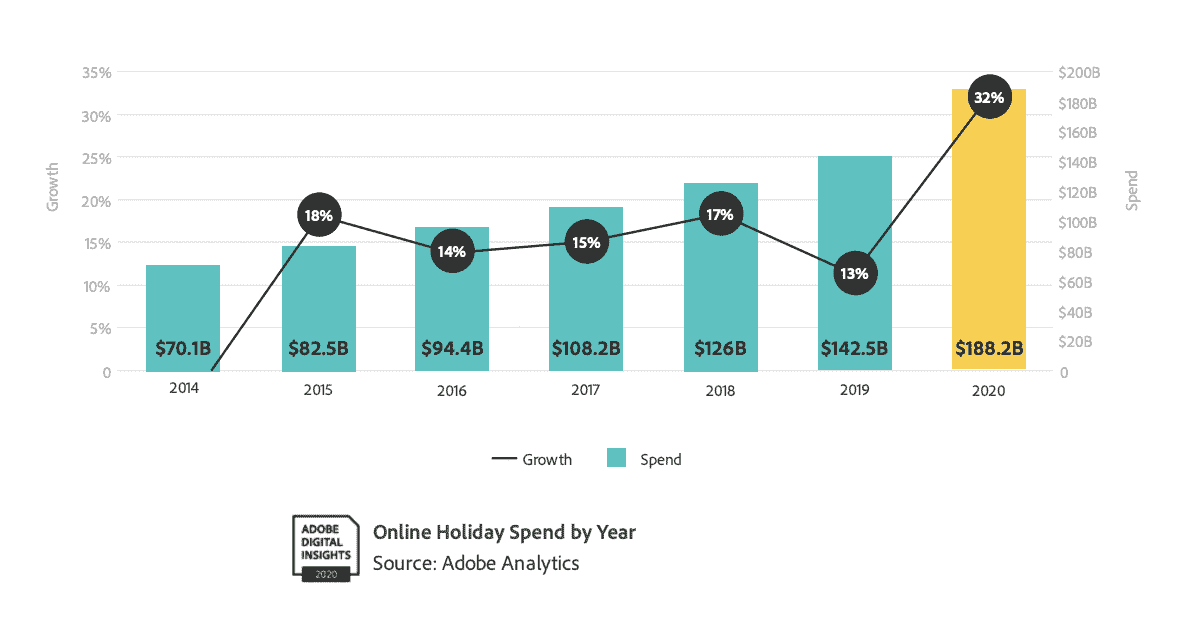 35%
30%
25%
20%
15%
10%
5%
0
Growth
$200B
$180B
$160B
$140B
$120B
$100B
$80B
$60B
$40B
$20B
0
Spend
18%
14%
15%
17%
13%
32%
$70.1B
$82.5B
$94.4B
$108.2B
$126B
$142.5B
$188.2B
2014
2015
2016
2017
2018
2019
2020
Growth
Spend
ADOBE
DIGITAL
INSIGHTS
2020
Online Holiday Spend by Year
Source: Adobe Analytics